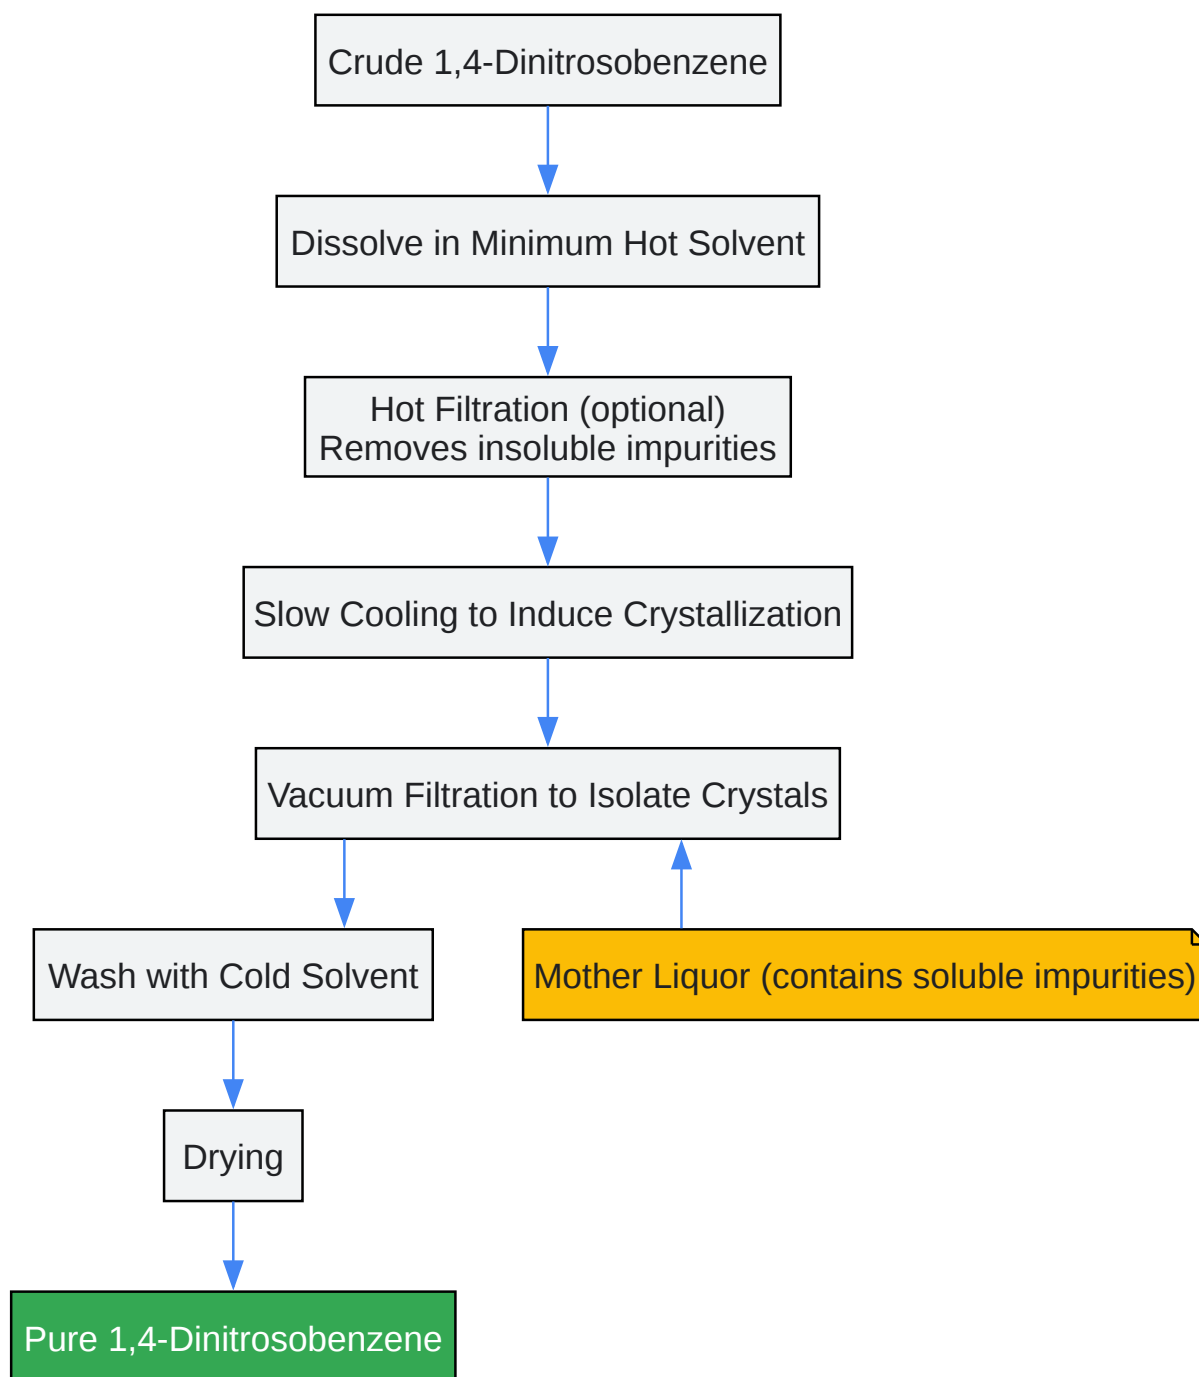 Crude 1,4-Dinitrosobenzene
Dissolve in Minimum Hot Solvent
Hot Filtration (optional)
Removes insoluble impurities
Slow Cooling to Induce Crystallization
Vacuum Filtration to Isolate Crystals
Wash with Cold Solvent
Mother Liquor (contains soluble impurities)
Drying
Pure 1,4-Dinitrosobenzene